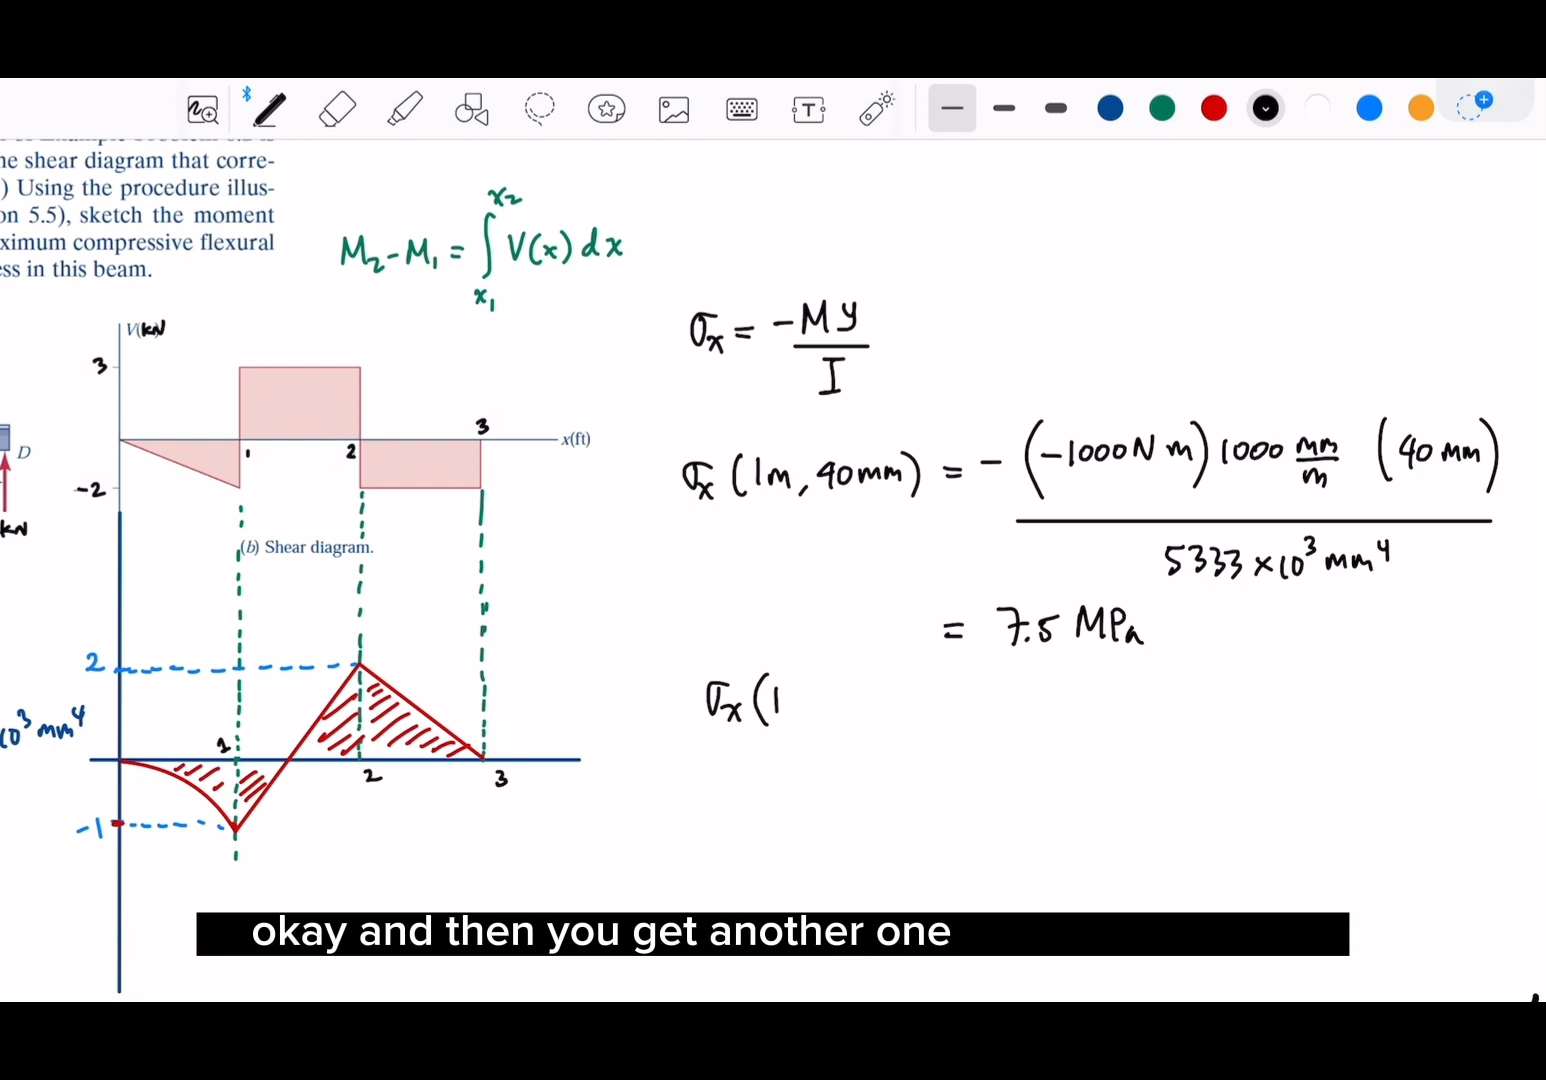 he shear diagram that corre-
) Using the procedure illus-
on 5.5), sketch the moment
ximum compressive flexural
ss in this beam.
M₂-M₁ = ∫ V(x) dx
x₂
x₁
V(kN
3
-2
1
2
3
x(ft)
D
kN
(b) Shear diagram.
2
-1
10³ mm⁴
1
2
3
σx = -My
I
σx (1m, 40mm) = - (-1000 N m) 1000 mm/m (40 mm)
5333 × 10³ mm⁴
= 7.5 MPa
σx (1
T
okay and then you get another one